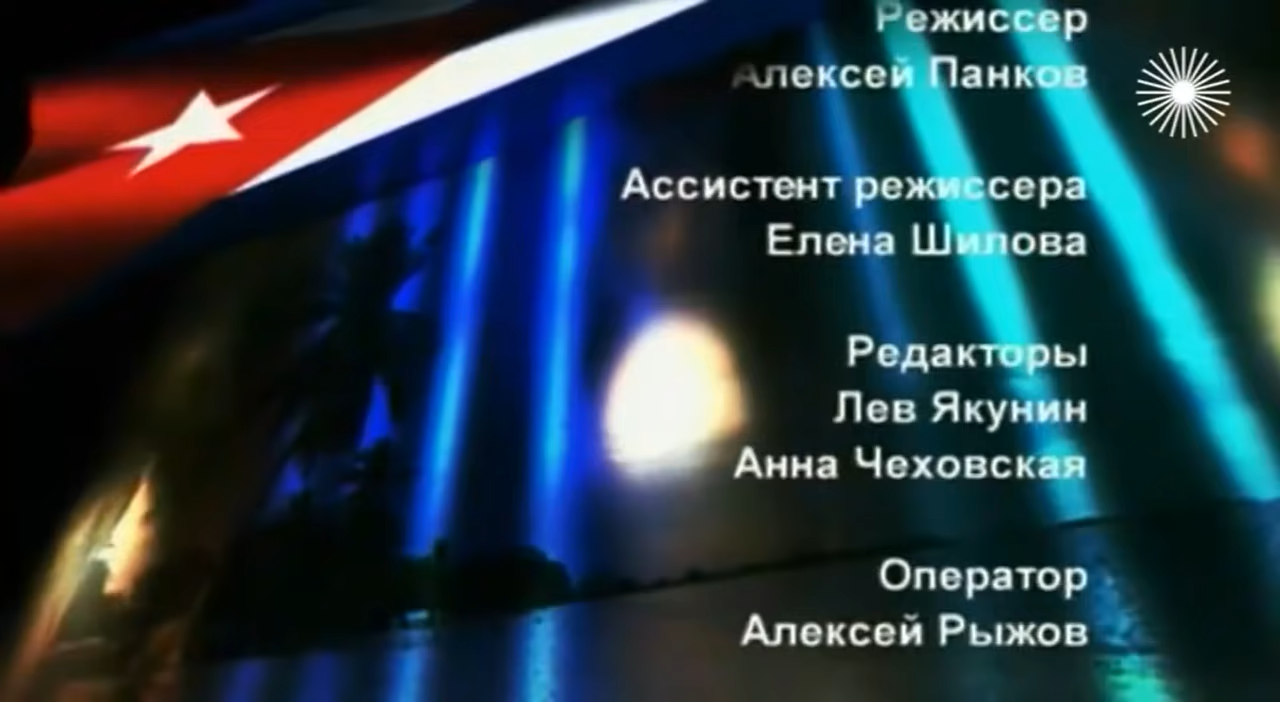 Режиссер
Алексей Панков
Ассистент режиссера
Елена Шилова
Редакторы
Лев Якунин
Анна Чеховская
Оператор
Алексей Рыжов